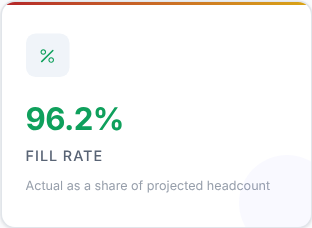 %
96.2%
FILL RATE
Actual as a share of projected headcount